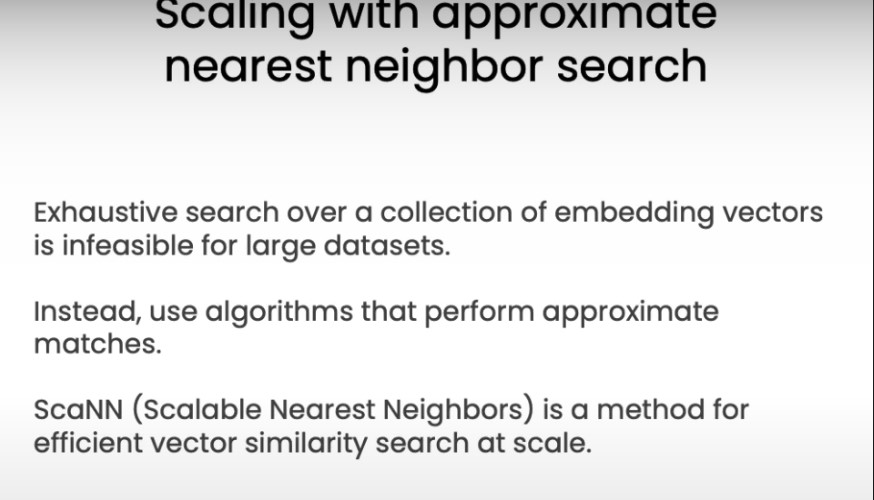 Scaling with approximate
nearest neighbor search
Exhaustive search over a collection of embedding vectors
is infeasible for large datasets.
Instead, use algorithms that perform approximate
matches.
ScaNN (Scalable Nearest Neighbors) is a method for
efficient vector similarity search at scale.